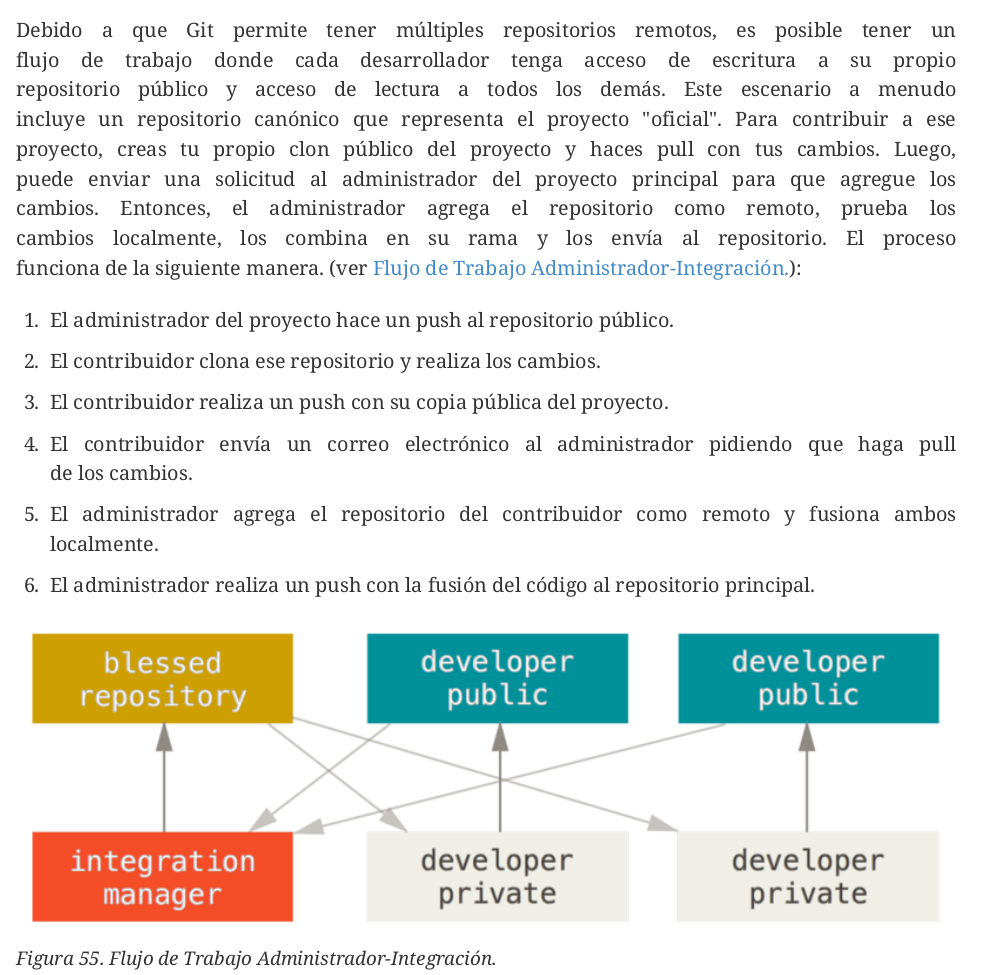 Debido a que Git permite tener múltiples repositorios remotos, es posible tener un
flujo de trabajo donde cada desarrollador tenga acceso de escritura a su propio
repositorio público y acceso de lectura a todos los demás. Este escenario a menudo
incluye un repositorio canónico que representa el proyecto "oficial". Para contribuir a ese
proyecto, creas tu propio clon público del proyecto y haces pull con tus cambios. Luego,
puede enviar una solicitud al administrador del proyecto principal para que agregue los
cambios. Entonces, el administrador agrega el repositorio como remoto, prueba los
cambios localmente, los combina en su rama y los envía al repositorio. El proceso
funciona de la siguiente manera. (ver Flujo de Trabajo Administrador-Integración.):
1. El administrador del proyecto hace un push al repositorio público.
2. El contribuidor clona ese repositorio y realiza los cambios.
3. El contribuidor realiza un push con su copia pública del proyecto.
4. El contribuidor envía un correo electrónico al administrador pidiendo que haga pull
de los cambios.
5. El administrador agrega el repositorio del contribuidor como remoto y fusiona ambos
localmente.
6. El administrador realiza un push con la fusión del código al repositorio principal.
blessed
repository
developer
public
developer
public
integration
manager
developer
private
developer
private
Figura 55. Flujo de Trabajo Administrador-Integración.